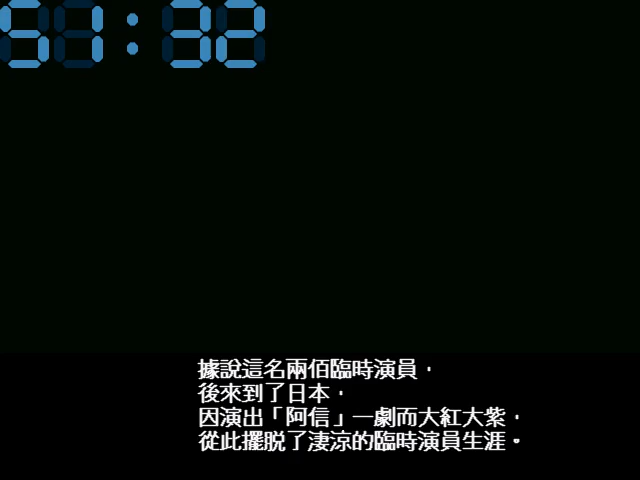 51:32
據說這名兩佰臨時演員，
後來到了日本，
因演出「阿信」一劇而大紅大紫，
從此擺脫了淒涼的臨時演員生涯。